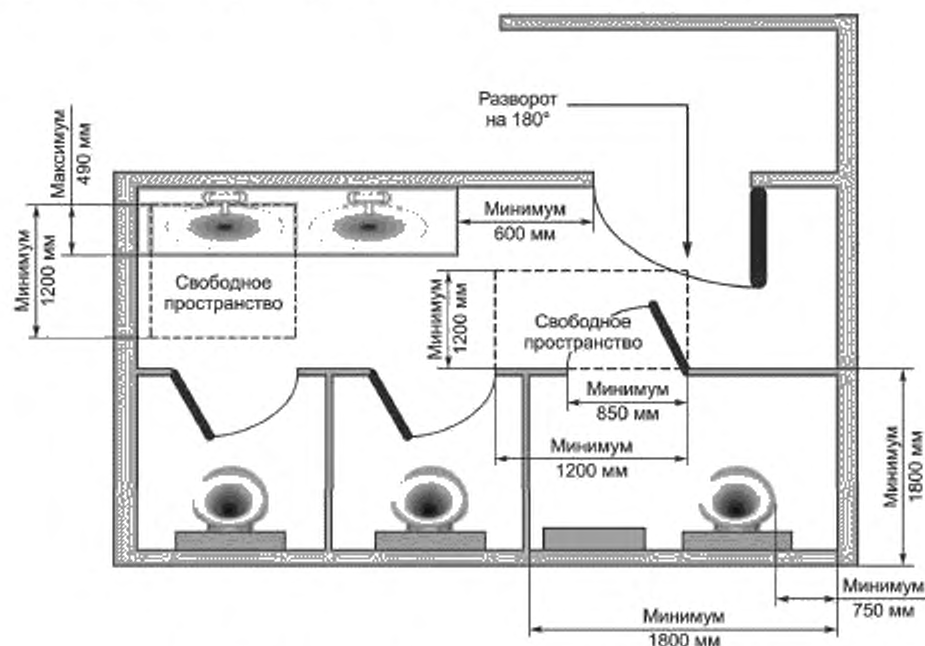 Разворот
на 180°
Максимум
490 мм
Минимум
1200 мм
Минимум
600 мм
Свободное
пространство
Минимум
1200 мм
Свободное
пространство
Минимум
850 мм
Минимум
1200 мм
Минимум
1800 мм
Минимум
750 мм
Минимум
1800 мм